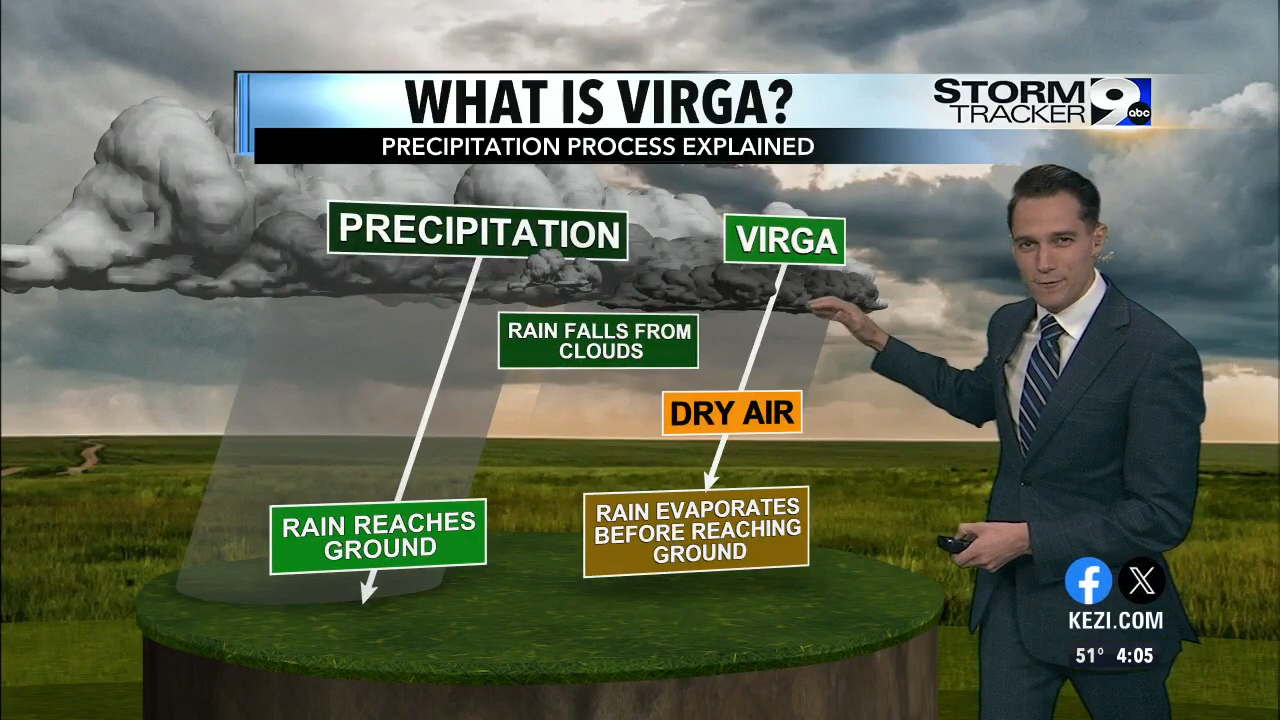 WHAT IS VIRGA?
PRECIPITATION PROCESS EXPLAINED
STORM
TRACKER
9
abc
PRECIPITATION
VIRGA
RAIN FALLS FROM
CLOUDS
DRY AIR
RAIN REACHES
GROUND
RAIN EVAPORATES
BEFORE REACHING
GROUND
KEZI.COM
51° 4:05